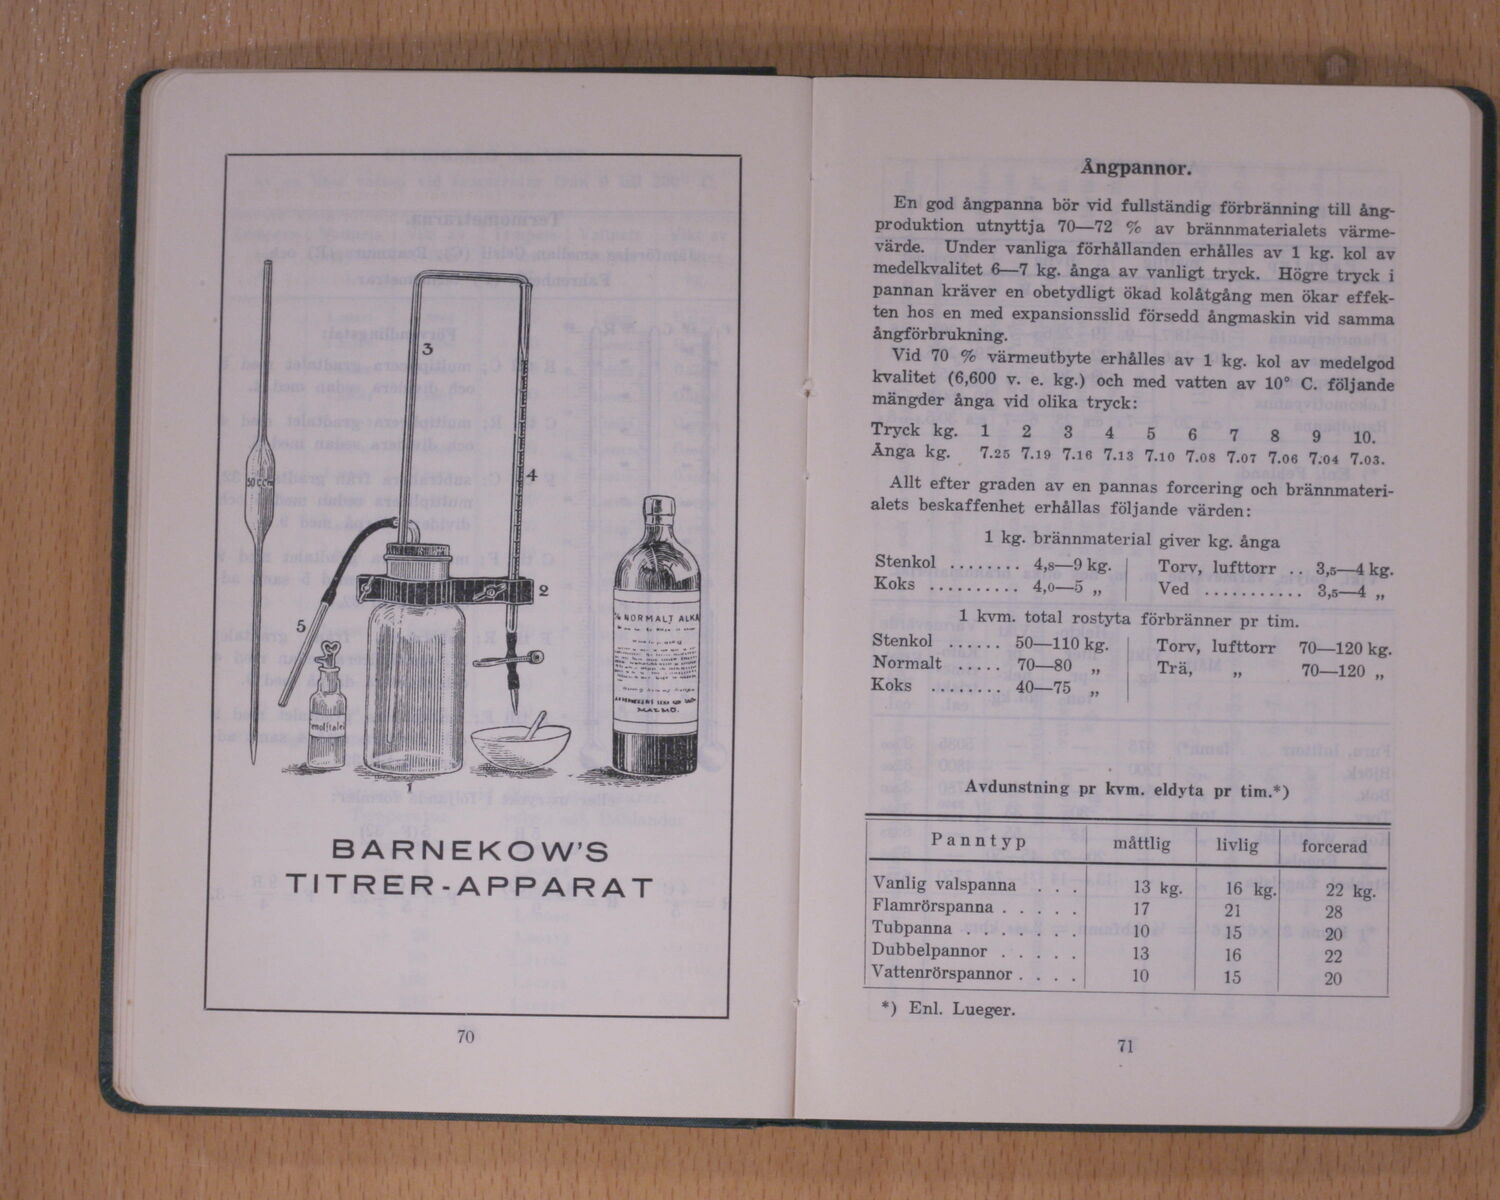 3
4
50 cc
2
5
1
¼ NORMALT ALKA
MALMÖ.
BARNEKOW'S
TITRER-APPARAT
70
Ångpannor.
En god ångpanna bör vid fullständig förbränning till ång-
produktion utnyttja 70—72 % av brännmaterialets värme-
värde. Under vanliga förhållanden erhålles av 1 kg. kol av
medelkvalitet 6—7 kg. ånga av vanligt tryck. Högre tryck i
pannan kräver en obetydligt ökad kolåtgång men ökar effek-
ten hos en med expansionsslid försedd ångmaskin vid samma
ångförbrukning.
Vid 70 % värmeutbyte erhålles av 1 kg. kol av medelgod
kvalitet (6,600 v. e. kg.) och med vatten av 10° C. följande
mängder ånga vid olika tryck:
Tryck kg. 1 2 3 4 5 6 7 8 9 10.
Ånga kg. 7.25 7.19 7.16 7.13 7.10 7.08 7.07 7.06 7.04 7.03.
Allt efter graden av en pannas forcering och brännmateri-
alets beskaffenhet erhållas följande värden:
1 kg. brännmaterial giver kg. ånga
Stenkol ........ 4,8—9 kg. Torv, lufttorr .. 3,5—4 kg.
Koks .......... 4,0—5 „ Ved ........... 3,5—4 „
1 kvm. total rostyta förbränner pr tim.
Stenkol ...... 50—110 kg. Torv, lufttorr 70—120 kg.
Normalt ..... 70—80 „ Trä, „ 70—120 „
Koks ........ 40—75 „
Avdunstning pr kvm. eldyta pr tim.*)
Panntyp måttlig livlig forcerad
Vanlig valspanna . . . 13 kg. 16 kg. 22 kg.
Flamrörspanna . . . . . 17 21 28
Tubpanna . . . . . . . 10 15 20
Dubbelpannor . . . . . 13 16 22
Vattenrörspannor . . . . 10 15 20
*) Enl. Lueger.
71